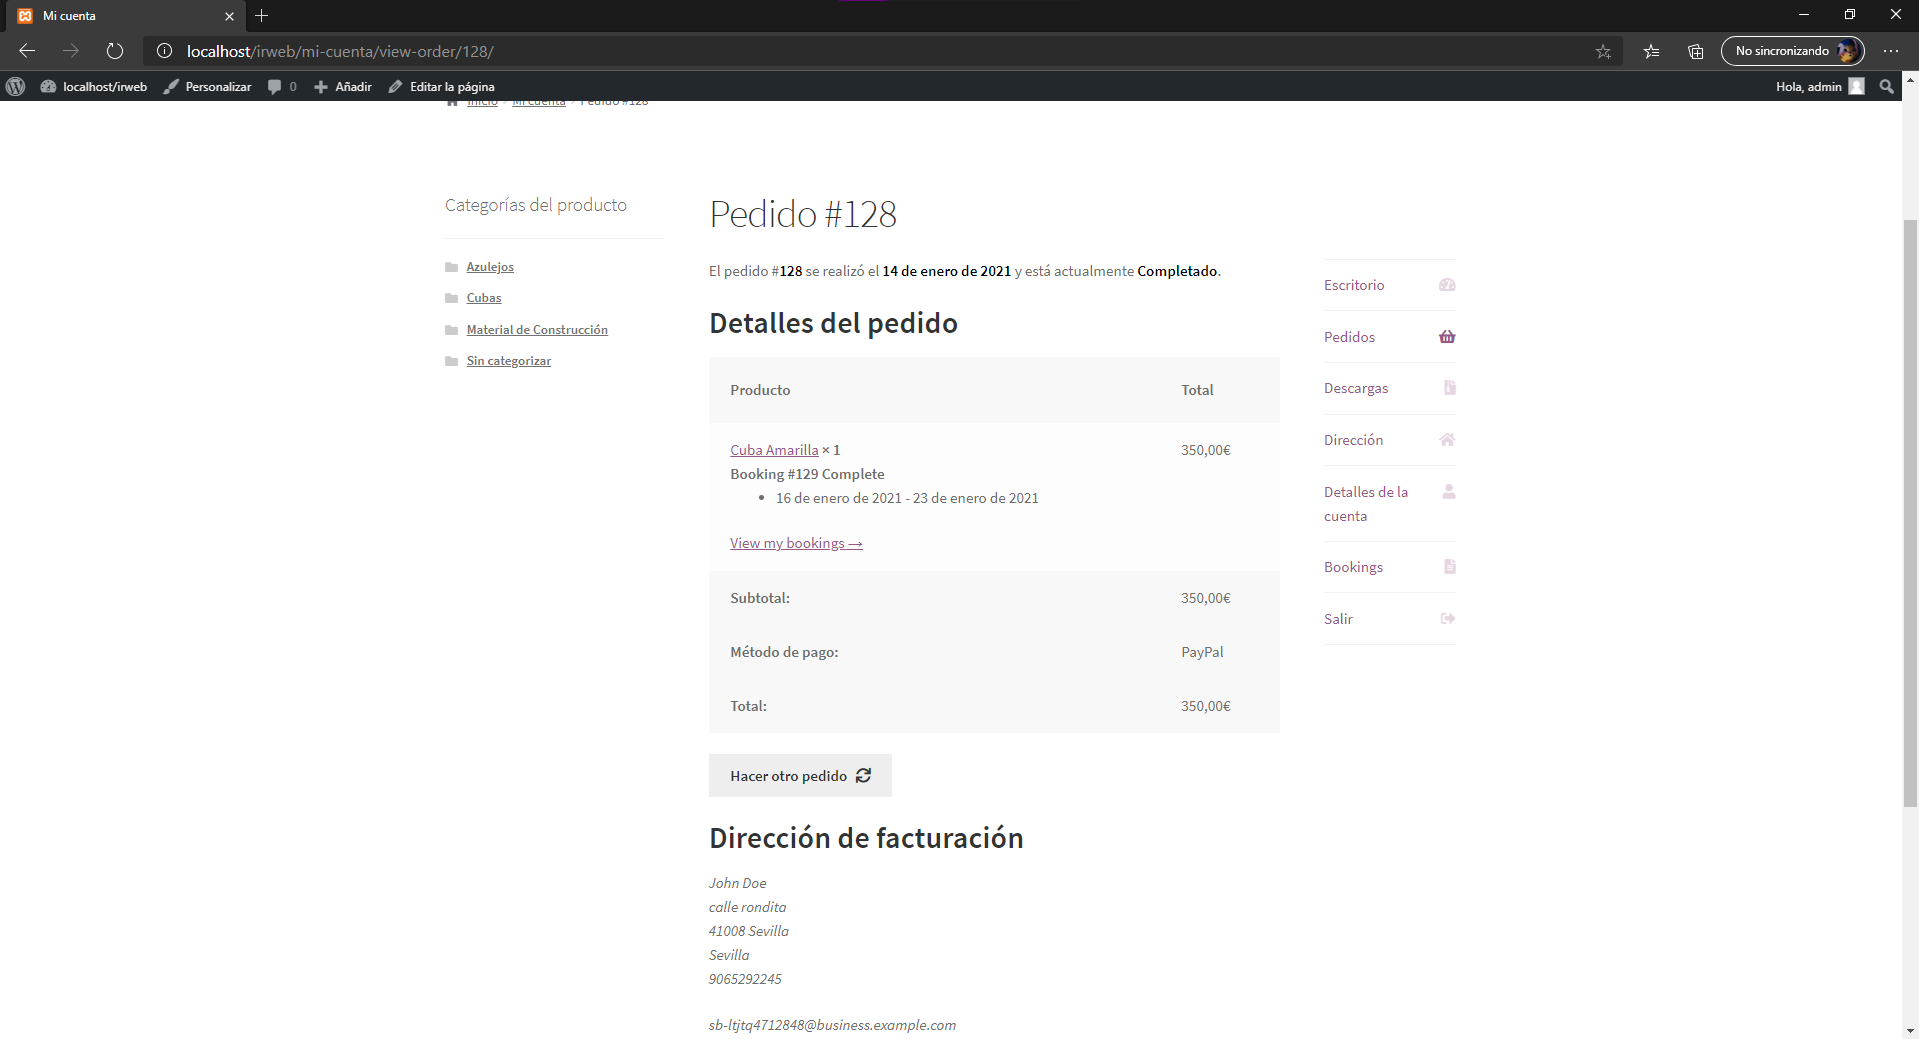 Mi cuenta
localhost/irweb/mi-cuenta/view-order/128/
No sincronizando
localhost/irweb
Personalizar
0
Añadir
Editar la página
Hola, admin
Inicio
Mi cuenta
Pedido #128
Categorías del producto
Azulejos
Cubas
Material de Construcción
Sin categorizar
Pedido #128
El pedido #128 se realizó el 14 de enero de 2021 y está actualmente Completado.
Detalles del pedido
Producto Total
Cuba Amarilla × 1 350,00€
Booking #129 Complete
• 16 de enero de 2021 - 23 de enero de 2021
View my bookings →
Subtotal: 350,00€
Método de pago: PayPal
Total: 350,00€
Hacer otro pedido
Dirección de facturación
John Doe
calle rondita
41008 Sevilla
Sevilla
9065292245
sb-ltjtq4712848@business.example.com
Escritorio
Pedidos
Descargas
Dirección
Detalles de la
cuenta
Bookings
Salir